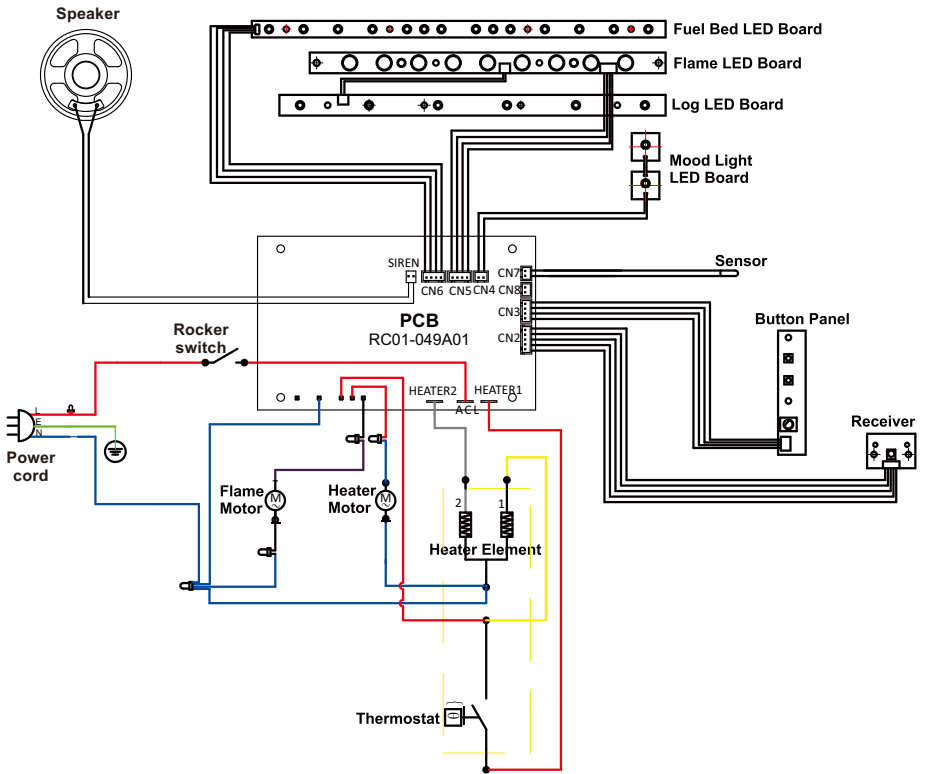 Speaker
Fuel Bed LED Board
Flame LED Board
Log LED Board
Mood Light
LED Board
SIREN
CN6
CN5
CN4
CN7
Sensor
CN8
CN3
CN2
PCB
RC01-049A01
Button Panel
Rocker
switch
HEATER2
HEATER1
ACL
L
E
N
Power
cord
Receiver
Flame
Motor
M
~
Heater
Motor
M
~
2
1
Heater Element
Thermostat